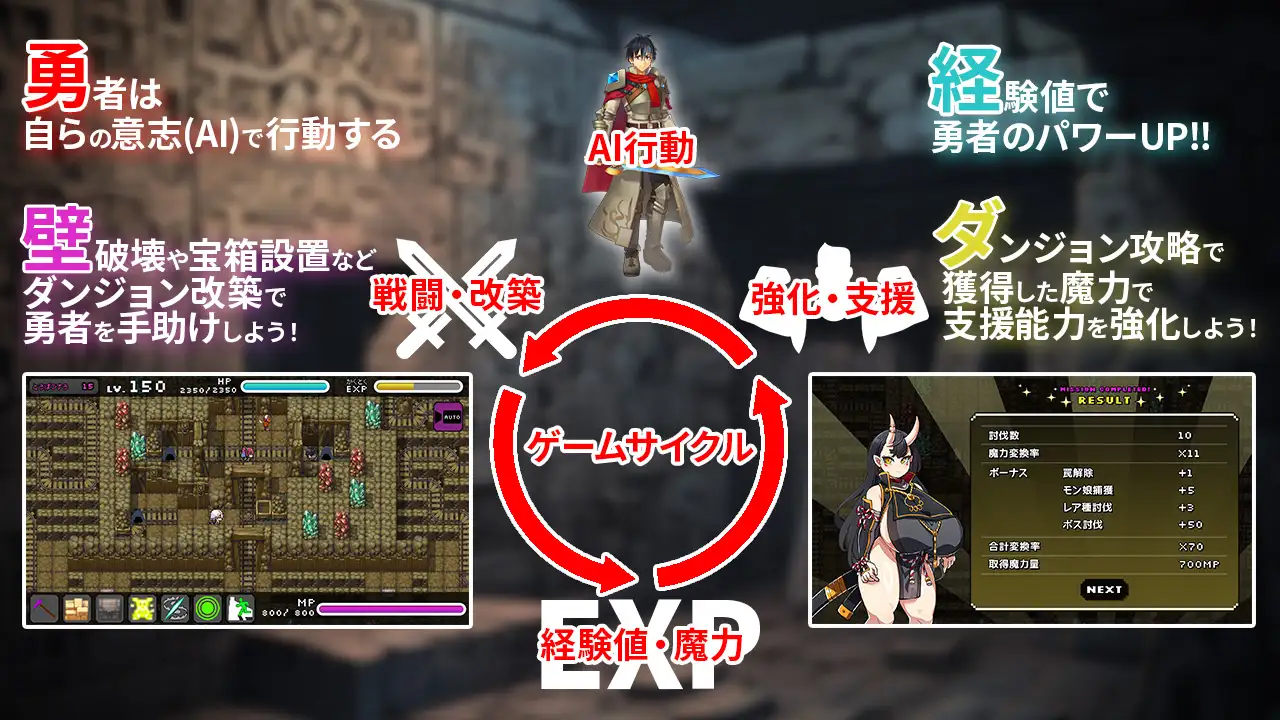 勇者は
自らの意志(AI)で行動する
壁破壊や宝箱設置など
ダンジョン改築で
勇者を手助けしよう!
AI行動
経験値で
勇者のパワーUP!!
ダンジョン攻略で
獲得した魔力で
支援能力を強化しよう!
戦闘・改築
強化・支援
ゲームサイクル
EXP
経験値・魔力
15
LV.150
HP
2350/2350
かくとく
EXP
AUTO
MP
800/ 800
MISSION COMPLETED!
RESULT
討伐数 10
魔力変換率 ×11
ボーナス 罠解除 +1
モン娘捕獲 +5
レア種討伐 +3
ボス討伐 +50
合計変換率 ×70
取得魔力量 700MP
NEXT